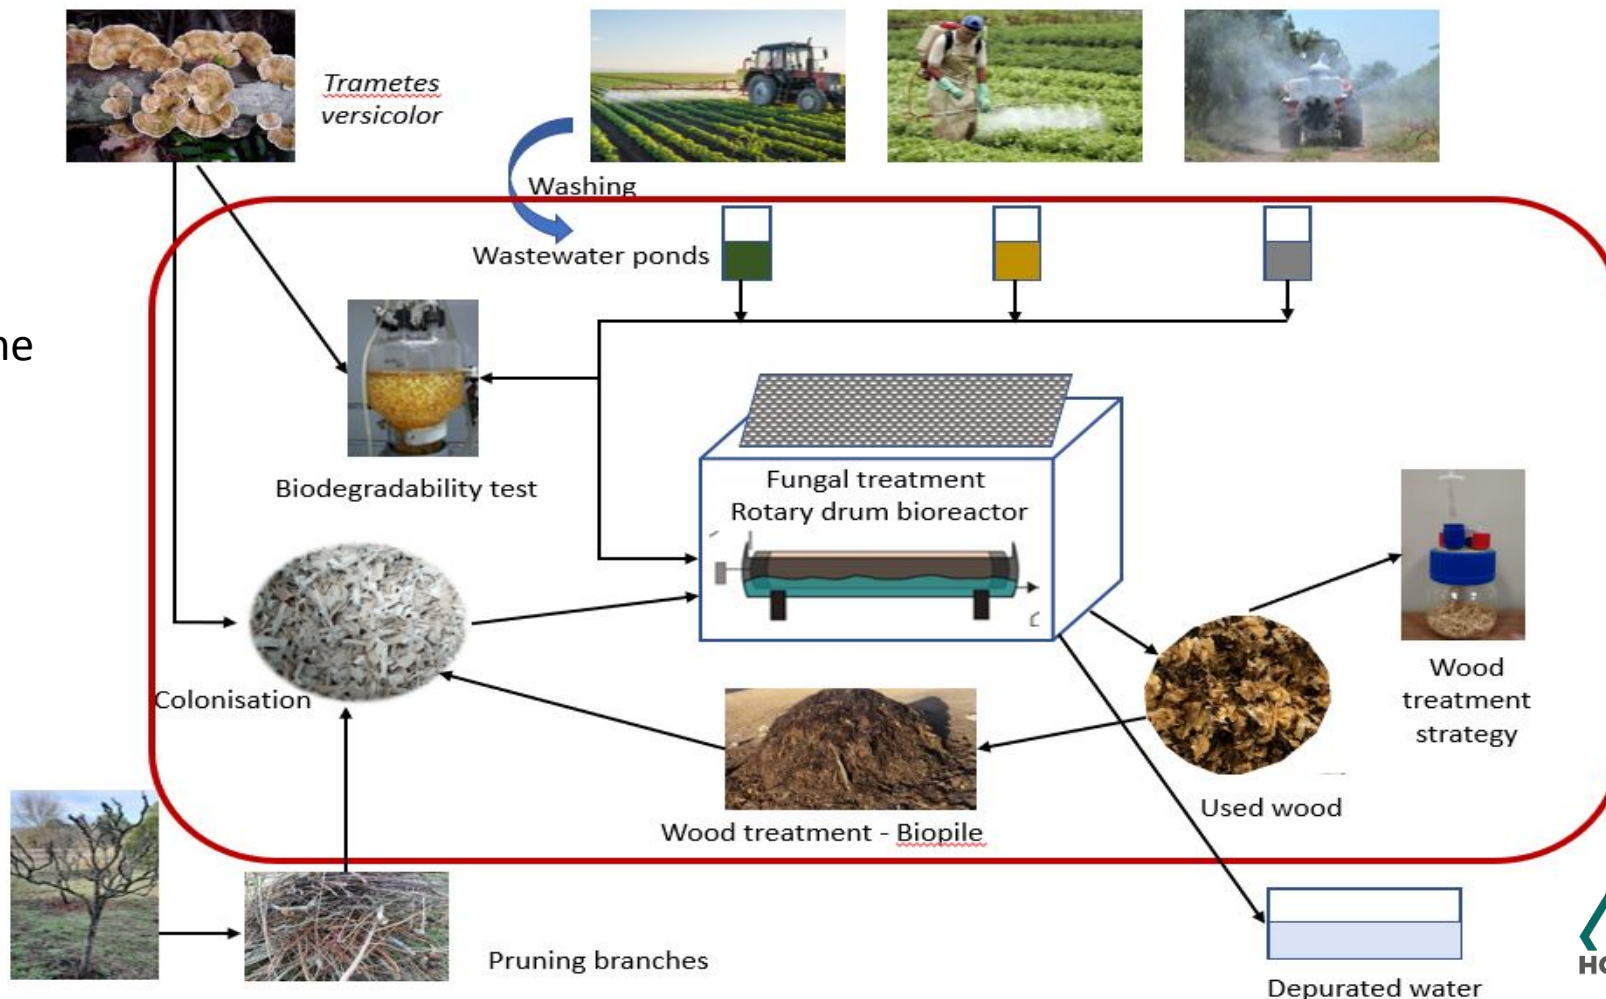 Trametes
versicolor
Washing
Wastewater ponds
Biodegradability test
Fungal treatment
Rotary drum bioreactor
Colonisation
Wood
treatment
strategy
Used wood
Wood treatment - Biopile
Pruning branches
Depurated water